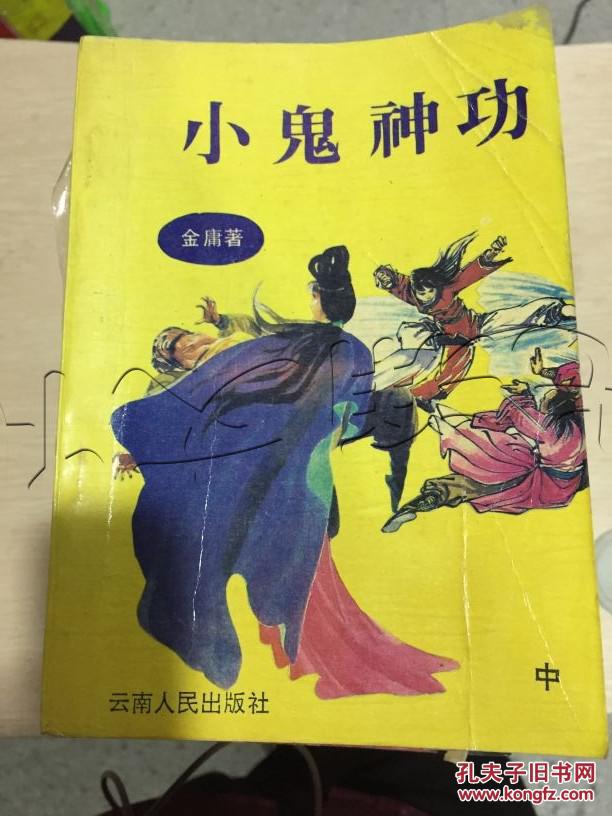 小鬼神功
金庸著
云南人民出版社
中
孔夫子旧书网
www.kongfz.com